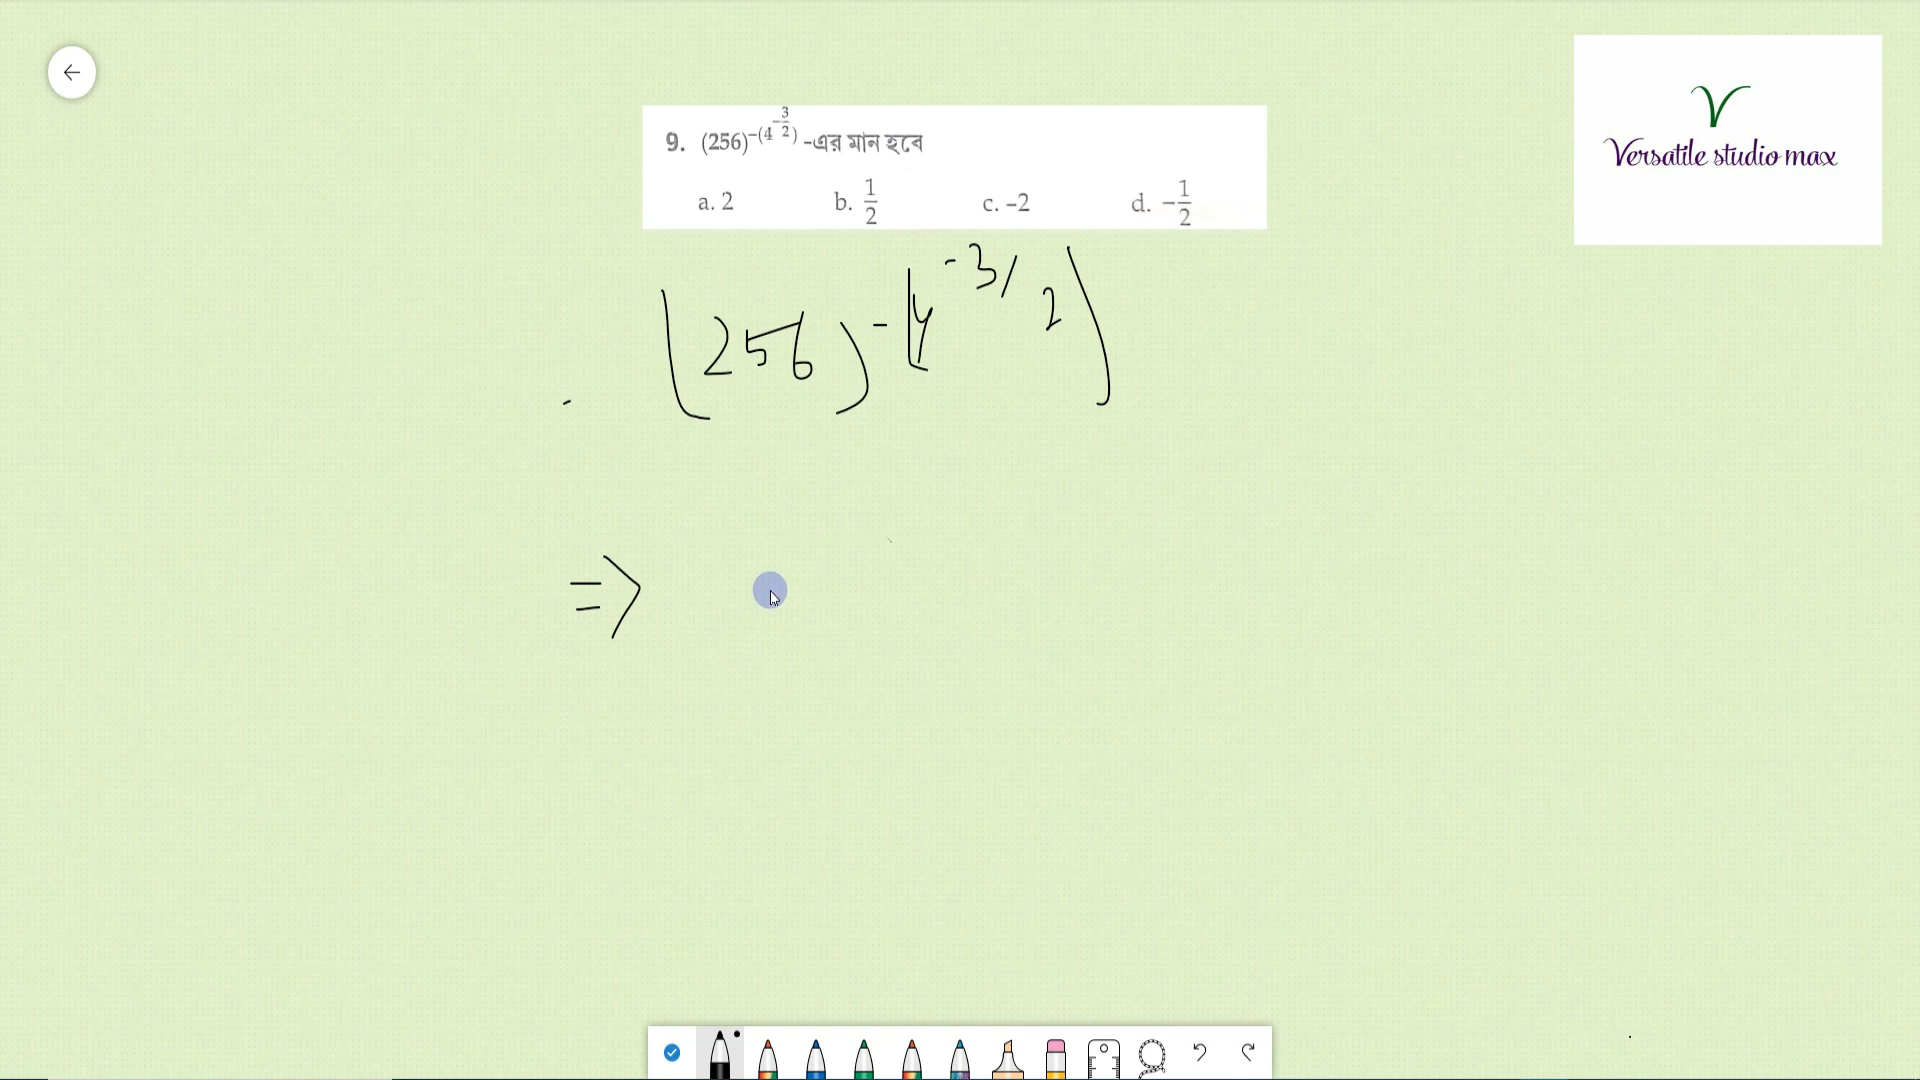 9. (256)^-(4^-3/2) -এর মান হবে
a. 2 b. 1/2 c. -2 d. -1/2
V
Versatile studio max
(256)^-(4^-3/2)
=>